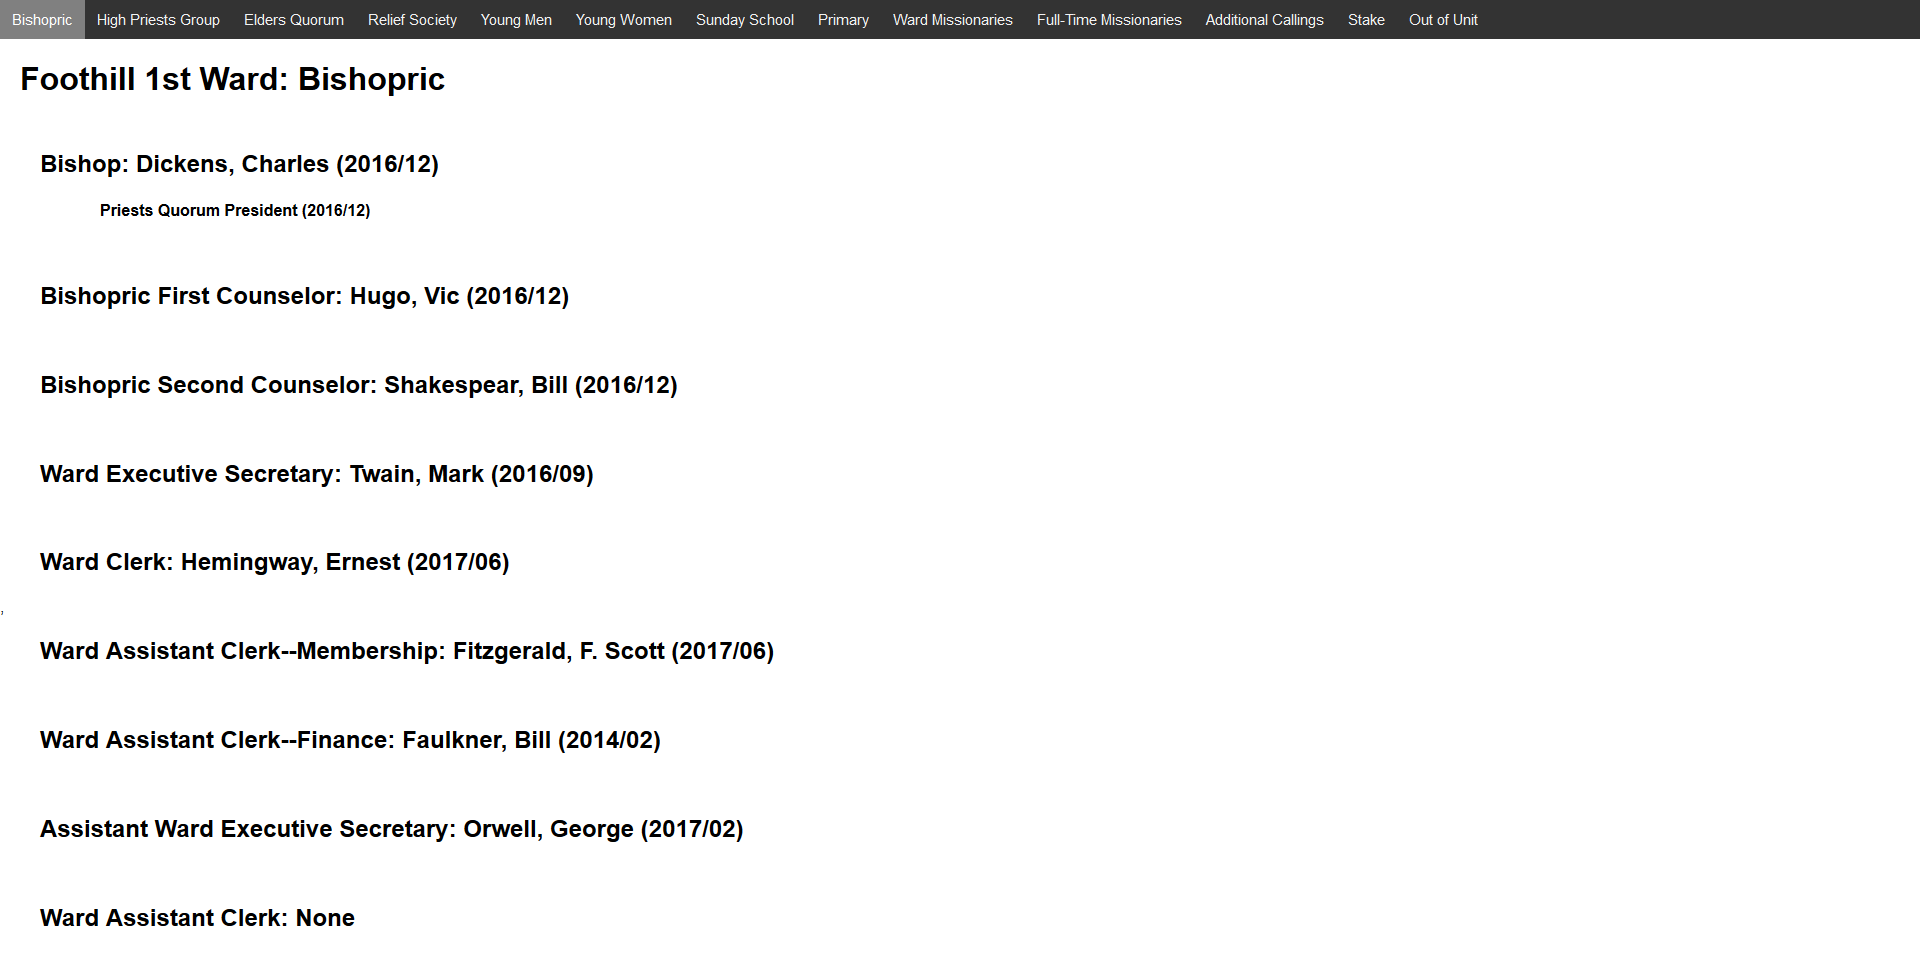 Bishopric High Priests Group Elders Quorum Relief Society Young Men Young Women Sunday School Primary Ward Missionaries Full-Time Missionaries Additional Callings Stake Out of Unit
Foothill 1st Ward: Bishopric
Bishop: Dickens, Charles (2016/12)
Priests Quorum President (2016/12)
Bishopric First Counselor: Hugo, Vic (2016/12)
Bishopric Second Counselor: Shakespear, Bill (2016/12)
Ward Executive Secretary: Twain, Mark (2016/09)
Ward Clerk: Hemingway, Ernest (2017/06)
,
Ward Assistant Clerk--Membership: Fitzgerald, F. Scott (2017/06)
Ward Assistant Clerk--Finance: Faulkner, Bill (2014/02)
Assistant Ward Executive Secretary: Orwell, George (2017/02)
Ward Assistant Clerk: None